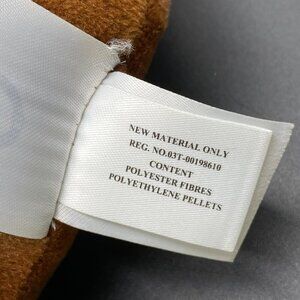 NEW MATERIAL ONLY
REG. NO.03T-00198610
CONTENT
POLYESTER FIBRES
POLYETHYLENE PELLETS